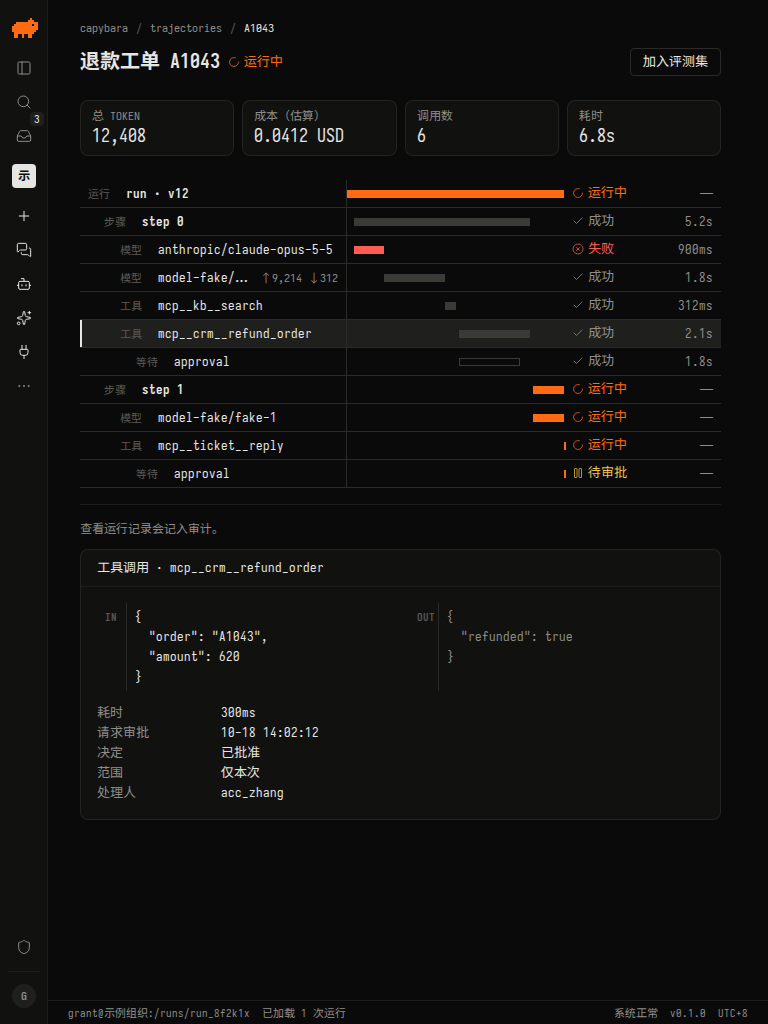 capybara / trajectories / A1043
退款工单 A1043 运行中
加入评测集
3
示
总 TOKEN
12,408
成本（估算）
0.0412 USD
调用数
6
耗时
6.8s
运行 run · v12 运行中 —
步骤 step 0 成功 5.2s
模型 anthropic/claude-opus-5-5 失败 900ms
模型 model-fake/… ↑9,214 ↓312 成功 1.8s
工具 mcp__kb__search 成功 312ms
工具 mcp__crm__refund_order 成功 2.1s
等待 approval 成功 1.8s
步骤 step 1 运行中 —
模型 model-fake/fake-1 运行中 —
工具 mcp__ticket__reply 运行中 —
等待 approval 待审批 —
查看运行记录会记入审计。
工具调用 · mcp__crm__refund_order
IN
{
"order": "A1043",
"amount": 620
}
OUT
{
"refunded": true
}
耗时 300ms
请求审批 10-18 14:02:12
决定 已批准
范围 仅本次
处理人 acc_zhang
G
grant@示例组织:/runs/run_8f2k1x 已加载 1 次运行
系统正常 v0.1.0 UTC+8